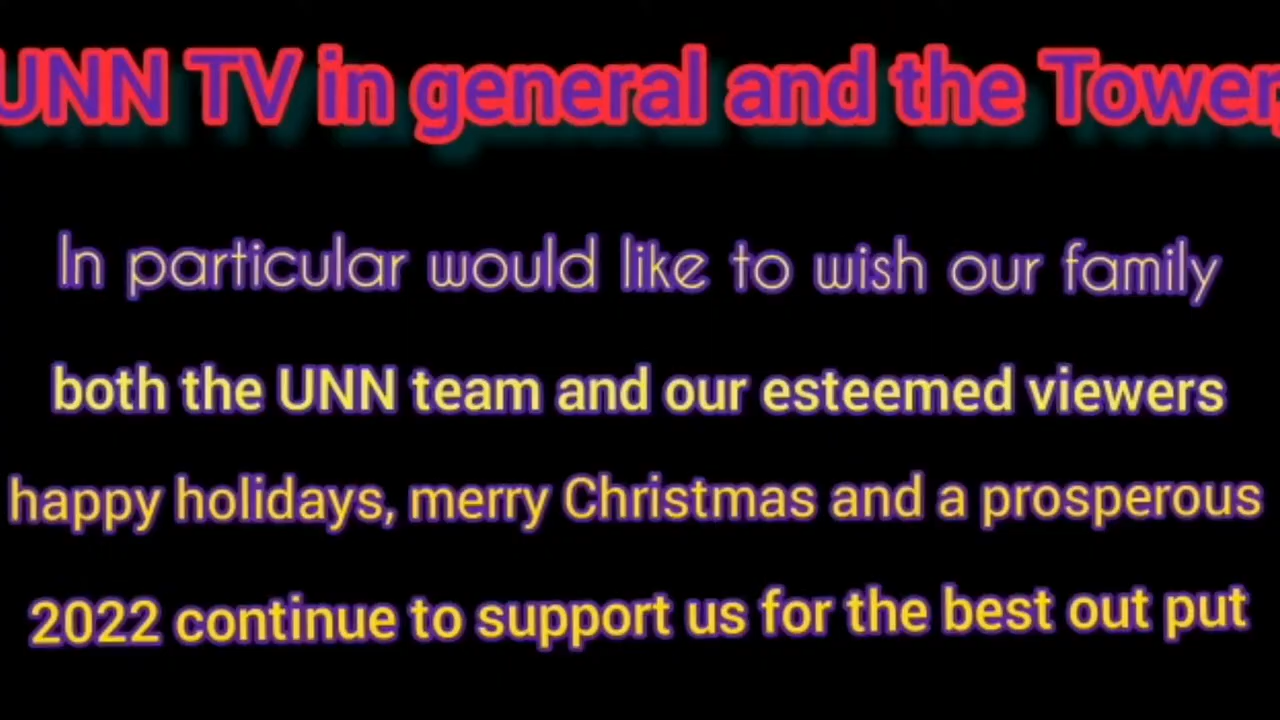 UNN TV in general and the Tower
In particular would like to wish our family
both the UNN team and our esteemed viewers
happy holidays, merry Christmas and a prosperous
2022 continue to support us for the best out put